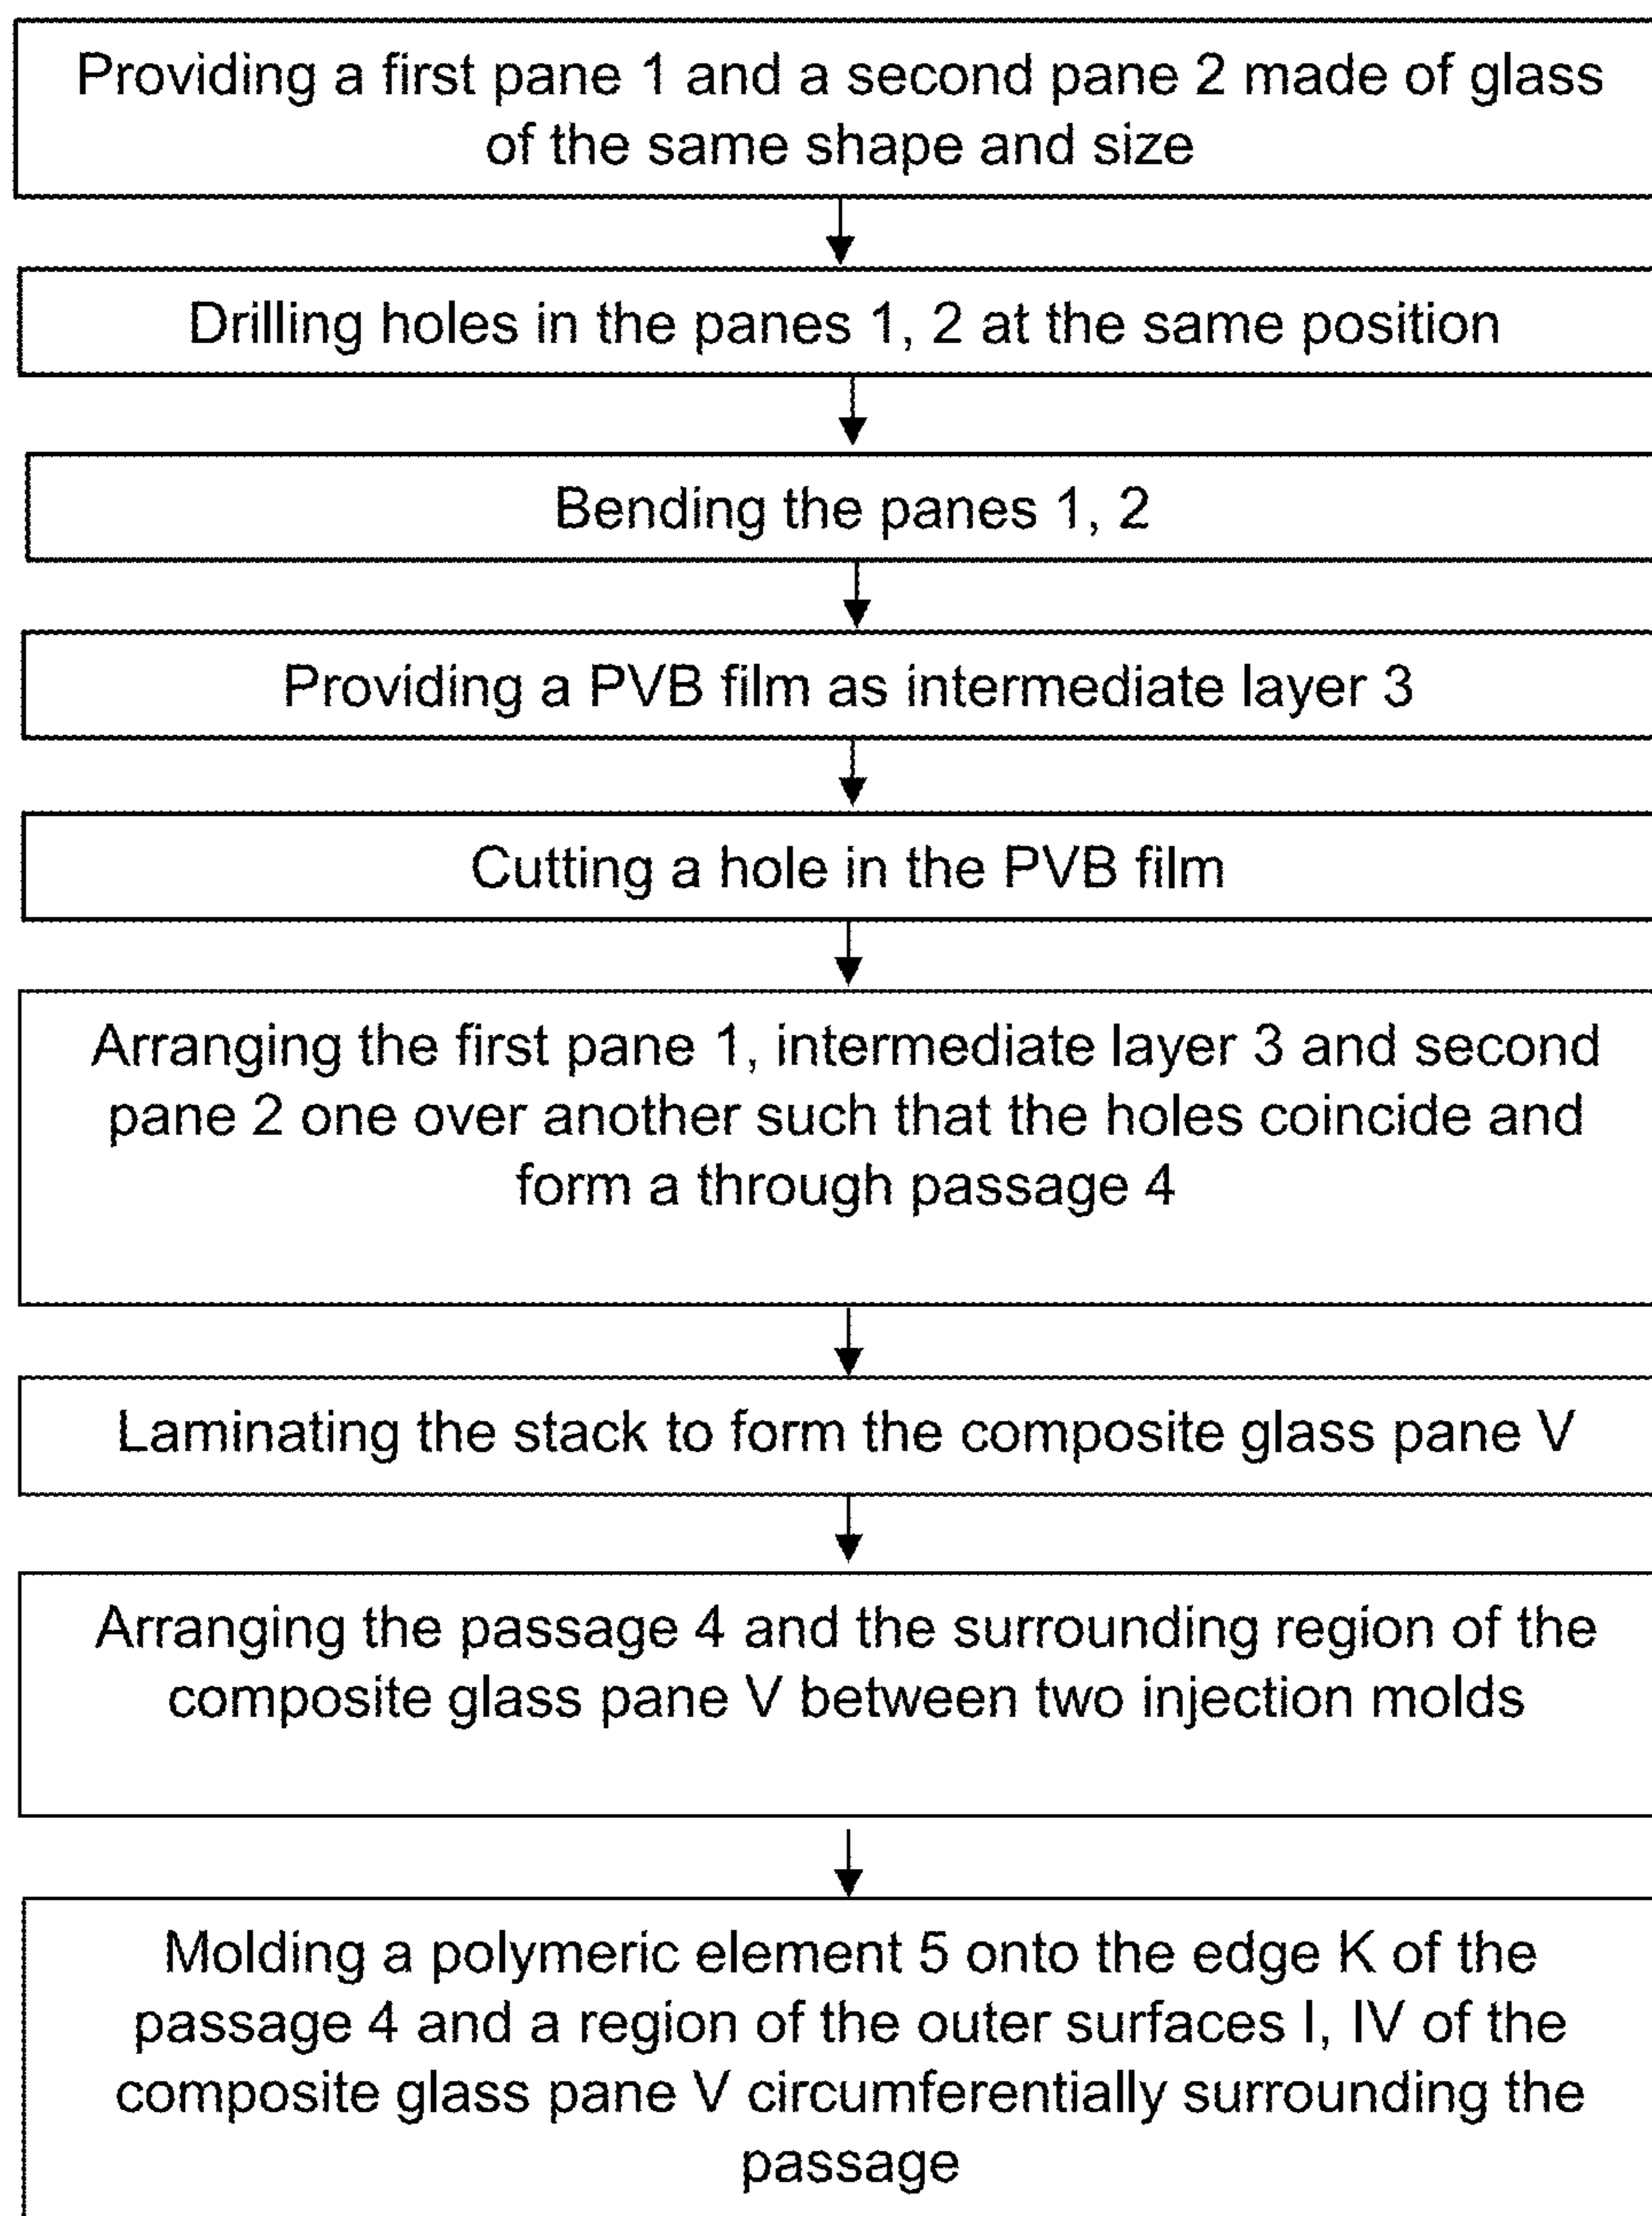 Providing a first pane 1 and a second pane 2 made of glass
of the same shape and size
Drilling holes in the panes 1, 2 at the same position
Bending the panes 1, 2
Providing a PVB film as intermediate layer 3
Cutting a hole in the PVB film
Arranging the first pane 1, intermediate layer 3 and second
pane 2 one over another such that the holes coincide and
form a through passage 4
Laminating the stack to form the composite glass pane V
Arranging the passage 4 and the surrounding region of the
composite glass pane V between two injection molds
Molding a polymeric element 5 onto the edge K of the
passage 4 and a region of the outer surfaces I, IV of the
composite glass pane V circumferentially surrounding the
passage